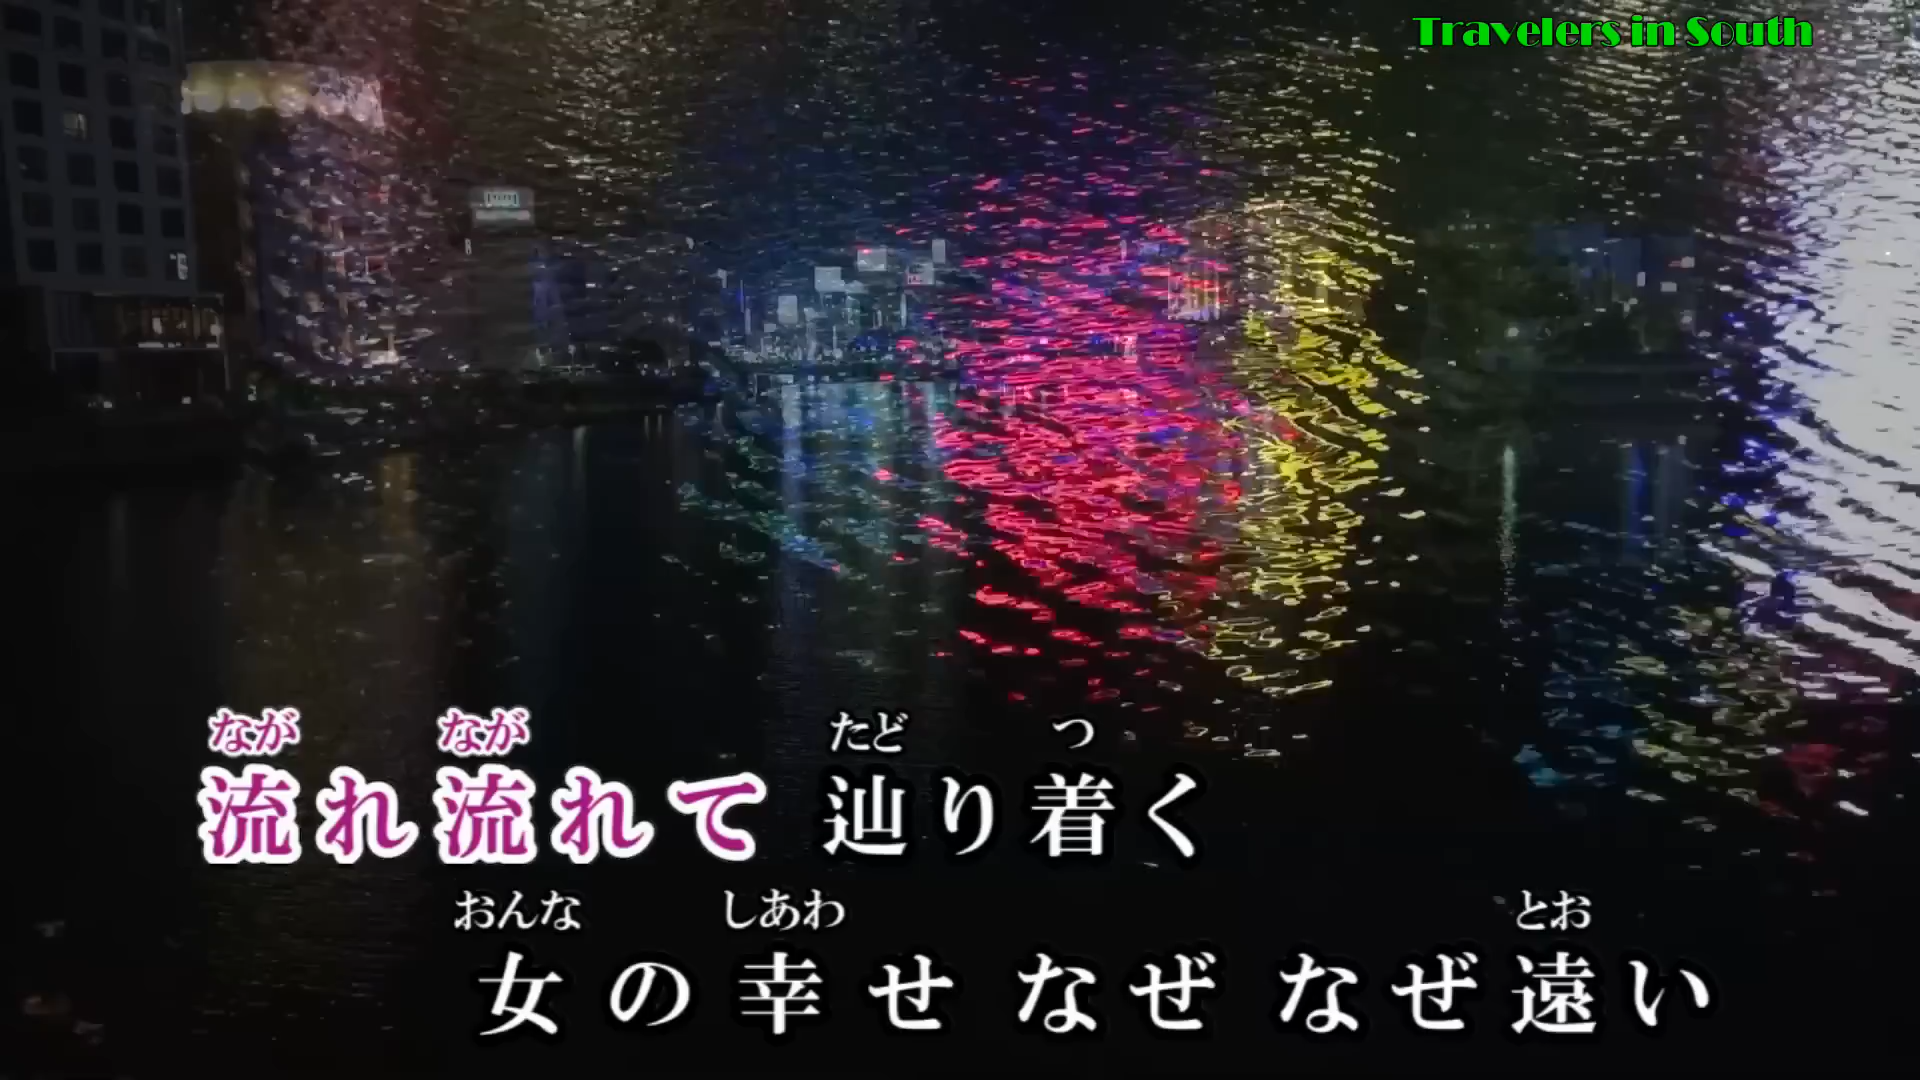 Travelers in South
なが なが たど つ
流れ流れて 辿り着く
おんな しあわ とお
女の幸せ なぜ なぜ遠い